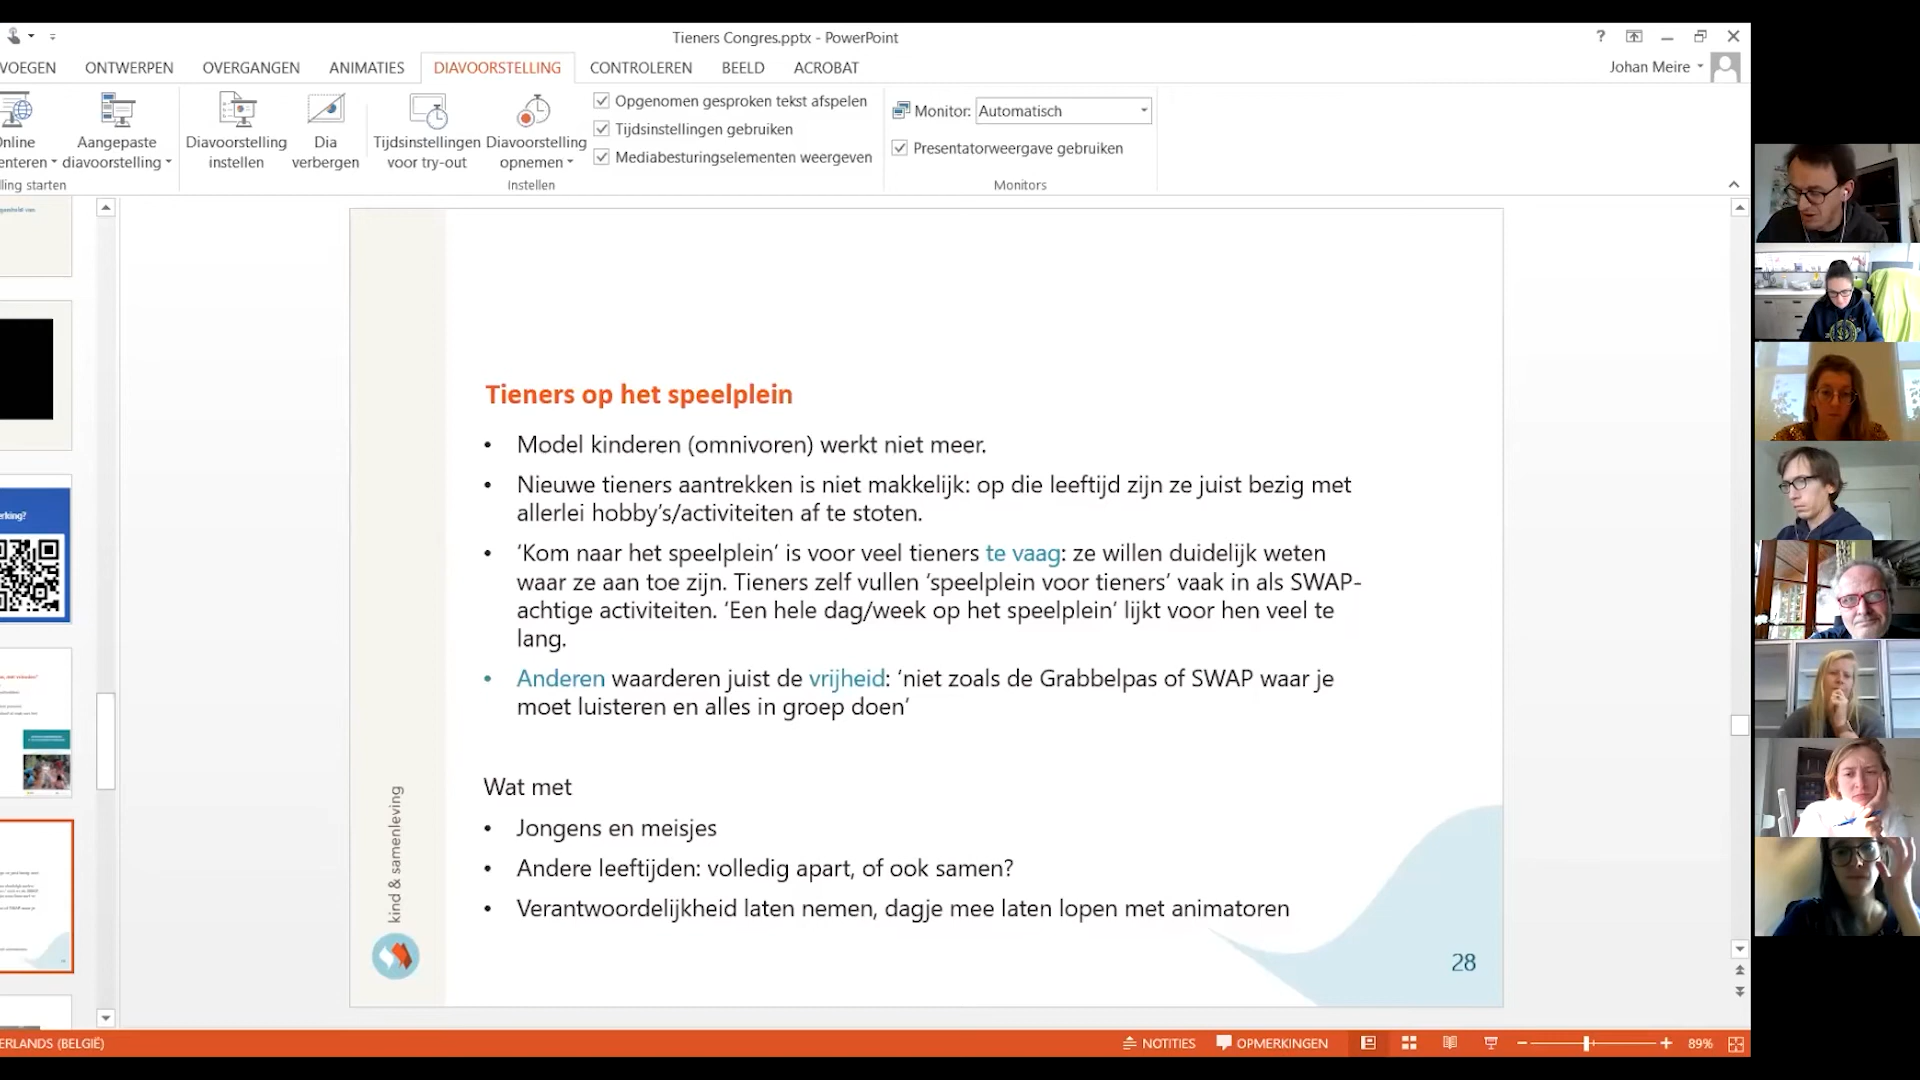 Tieners Congres.pptx - PowerPoint
?
VOEGEN ONTWERPEN OVERGANGEN ANIMATIES DIAVOORSTELLING CONTROLEREN BEELD ACROBAT
Johan Meire
Aangepaste diavoorstelling
Diavoorstelling instellen
Dia verbergen
Tijdsinstellingen voor try-out
Diavoorstelling opnemen
Opgenomen gesproken tekst afspelen
Tijdsinstellingen gebruiken
Mediabesturingselementen weergeven
Monitor: Automatisch
Presentatorweergave gebruiken
starten
Instellen
Monitors
Tieners op het speelplein
• Model kinderen (omnivoren) werkt niet meer.
• Nieuwe tieners aantrekken is niet makkelijk: op die leeftijd zijn ze juist bezig met
allerlei hobby’s/activiteiten af te stoten.
• ‘Kom naar het speelplein’ is voor veel tieners te vaag: ze willen duidelijk weten
waar ze aan toe zijn. Tieners zelf vullen ‘speelplein voor tieners’ vaak in als SWAP-
achtige activiteiten. ‘Een hele dag/week op het speelplein’ lijkt voor hen veel te
lang.
• Anderen waarderen juist de vrijheid: ‘niet zoals de Grabbelpas of SWAP waar je
moet luisteren en alles in groep doen’
Wat met
• Jongens en meisjes
• Andere leeftijden: volledig apart, of ook samen?
• Verantwoordelijkheid laten nemen, dagje mee laten lopen met animatoren
kind & samenleving
28
ERLANDS (BELGIË)
NOTITIES
OPMERKINGEN
89%